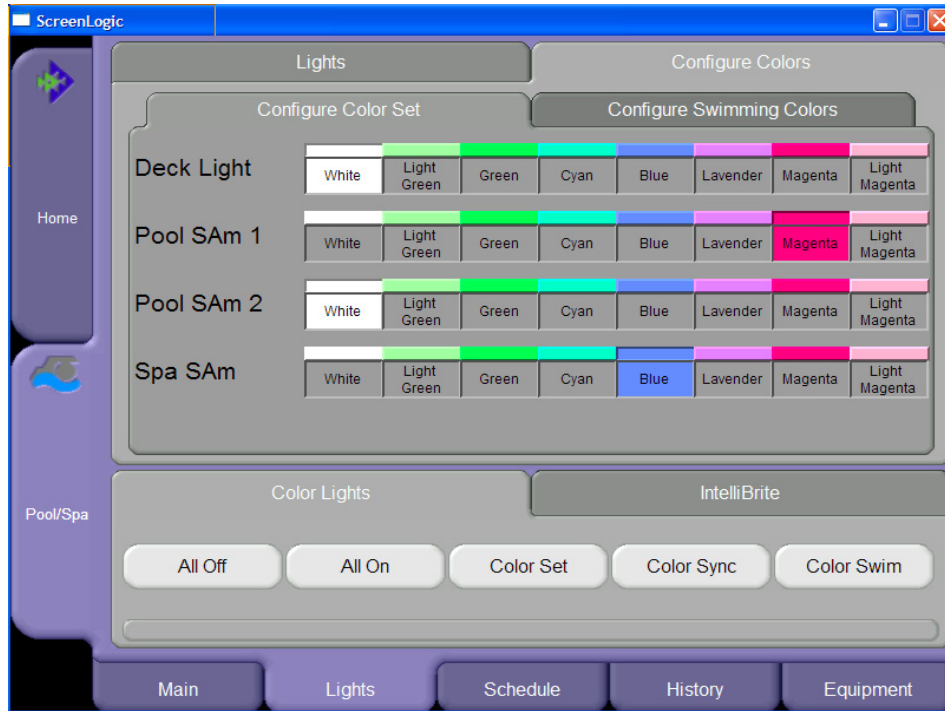 ScreenLogic
Lights Configure Colors
Configure Color Set Configure Swimming Colors
Deck Light White Light Green Green Cyan Blue Lavender Magenta Light Magenta
Home
Pool SAm 1 White Light Green Green Cyan Blue Lavender Magenta Light Magenta
Pool SAm 2 White Light Green Green Cyan Blue Lavender Magenta Light Magenta
Spa SAm White Light Green Green Cyan Blue Lavender Magenta Light Magenta
Color Lights IntelliBrite
Pool/Spa
All Off All On Color Set Color Sync Color Swim
Main Lights Schedule History Equipment